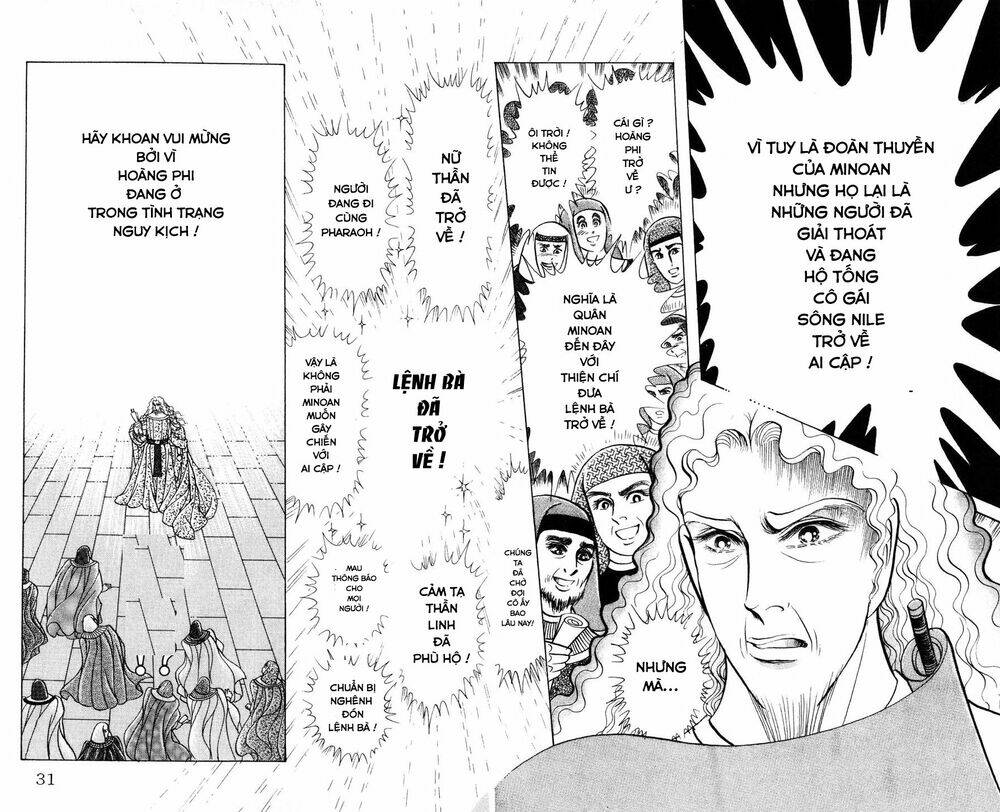 VÌ TUY LÀ ĐOÀN THUYỀN
CỦA MINOAN
NHƯNG HỌ LẠI LÀ
NHỮNG NGƯỜI ĐÃ
GIẢI THOÁT
VÀ ĐANG
HỘ TỐNG
CÔ GÁI
SÔNG NILE
TRỞ VỀ
AI CẬP !
CÁI GÌ ?
HOÀNG
PHI
TRỞ
VỀ
Ư ?
ÔI TRỜI !
KHÔNG
THỂ
TIN
ĐƯỢC !
NGHĨA LÀ
QUÂN
MINOAN
ĐẾN ĐÂY
VỚI
THIỆN CHÍ
ĐƯA
LỆNH BÀ
TRỞ VỀ !
CHÚNG
TA
ĐÃ
CHỜ
ĐỢI
CÔ ẤY
BAO
LÂU NAY!
NHƯNG
MÀ...
NỮ
THẦN
ĐÃ
TRỞ
VỀ !
NGƯỜI
ĐANG ĐI
CÙNG
PHARAOH !
LỆNH BÀ
ĐÃ
TRỞ
VỀ !
VẬY LÀ
KHÔNG
PHẢI
MINOAN
MUỐN
GÂY
CHIẾN
VỚI
AI CẬP !
CẢM TẠ
THẦN
LINH
ĐÃ
PHÙ HỘ !
MAU
THÔNG BÁO
CHO
MỌI
NGƯỜI !
CHUẨN BỊ
NGHÊNH
ĐÓN
LỆNH BÀ !
HÃY KHOAN VUI MỪNG
BỞI VÌ
HOÀNG PHI
ĐANG Ở
TRONG TÌNH TRẠNG
NGUY KỊCH !
31